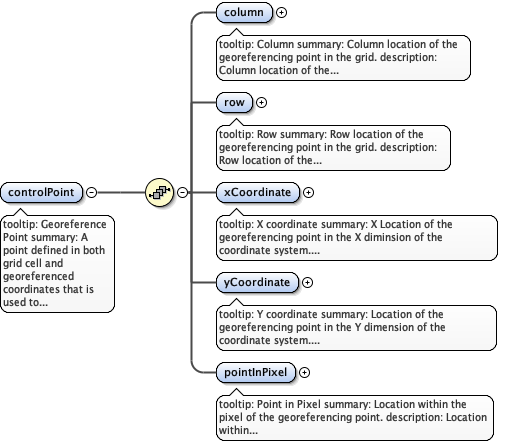 column
tooltip: Column summary: Column location of the
georeferencing point in the grid. description:
Column location of the...
row
tooltip: Row summary: Row location of the
georeferencing point in the grid. description:
Row location of the...
controlPoint
tooltip: Georeference
Point summary: A
point defined in both
grid cell and
georeferenced
coordinates that is
used to...
xCoordinate
tooltip: X coordinate summary: X Location of the
georeferencing point in the X diminsion of the
coordinate system....
yCoordinate
tooltip: Y coordinate summary: Location of the
georeferencing point in the Y dimension of the
coordinate system....
pointInPixel
tooltip: Point in Pixel summary: Location within the
pixel of the georeferencing point. description: Location
within...